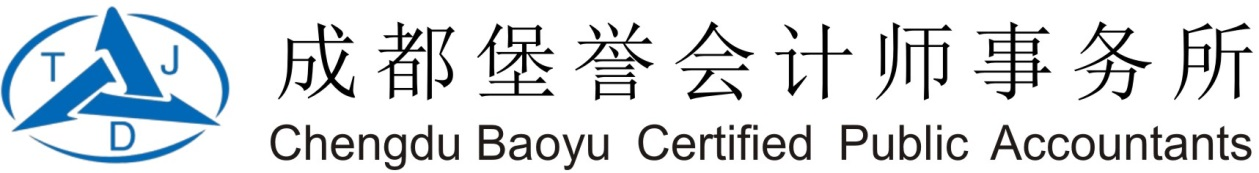 T J
D
成都堡誉会计师事务所
Chengdu Baoyu Certified Public Accountants